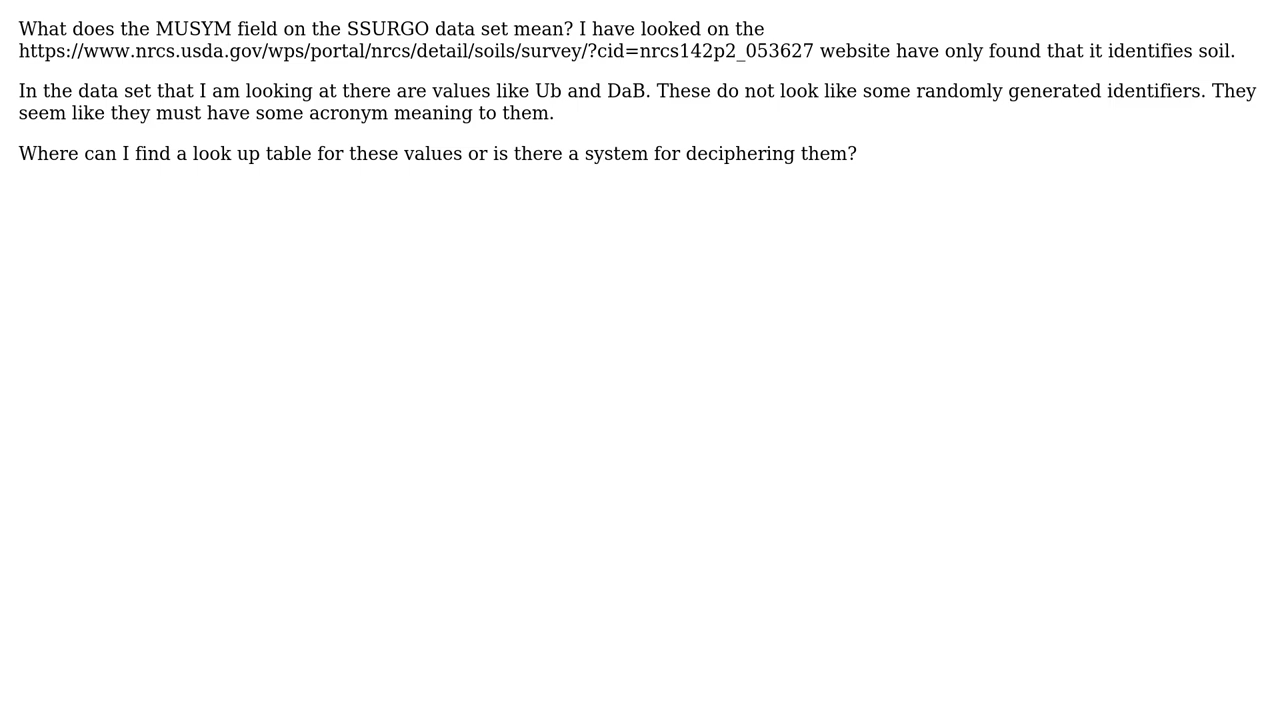 What does the MUSYM field on the SSURGO data set mean? I have looked on the
https://www.nrcs.usda.gov/wps/portal/nrcs/detail/soils/survey/?cid=nrcs142p2_053627 website have only found that it identifies soil.
In the data set that I am looking at there are values like Ub and DaB. These do not look like some randomly generated identifiers. They
seem like they must have some acronym meaning to them.
Where can I find a look up table for these values or is there a system for deciphering them?